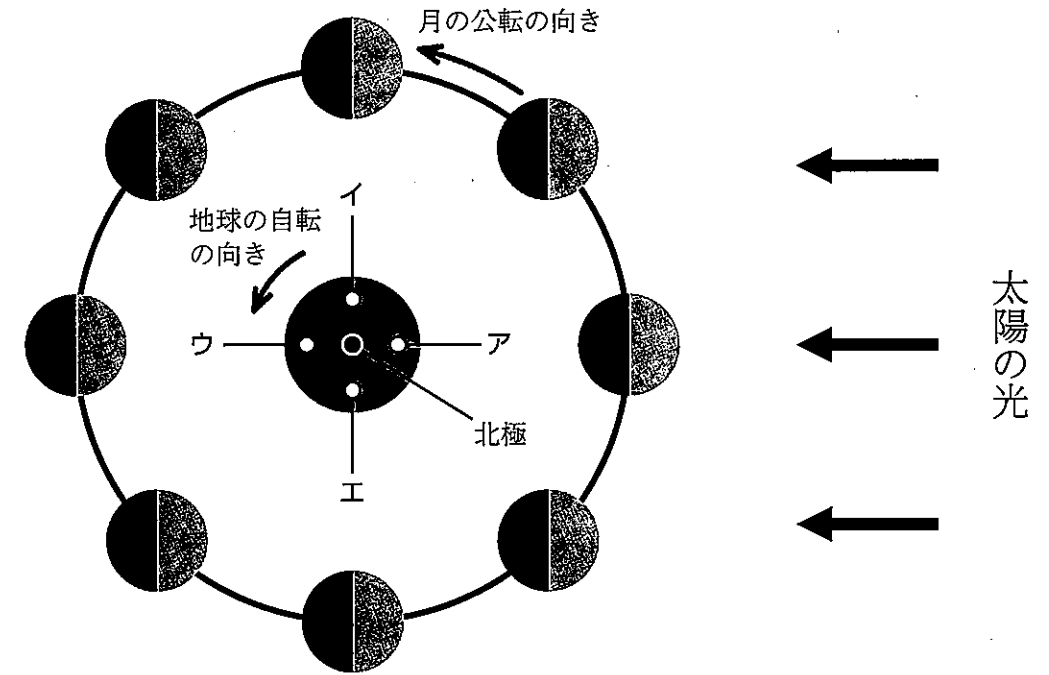 月の公転の向き
イ
地球の自転
の向き
ウ
ア
北極
エ
太陽の光